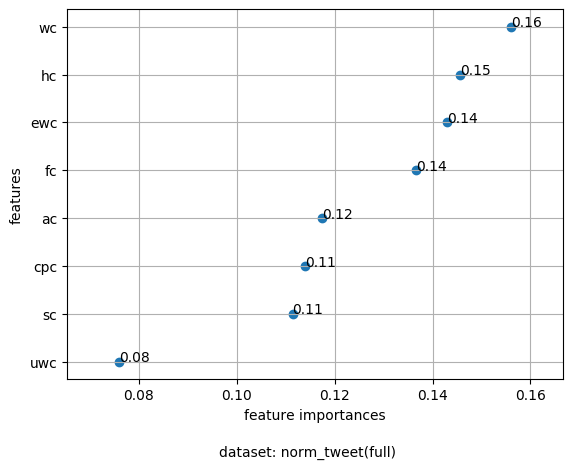 wc
0.16
hc
0.15
ewc
0.14
fc
0.14
ac
0.12
cpc
0.11
sc
0.11
uwc
0.08
features
0.08 0.10 0.12 0.14 0.16
feature importances
dataset: norm_tweet(full)